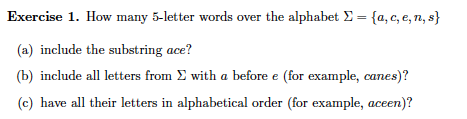 Exercise 1. How many 5-letter words over the alphabet Σ = {a, c, e, n, s}
(a) include the substring ace?
(b) include all letters from Σ with a before e (for example, canes)?
(c) have all their letters in alphabetical order (for example, aceen)?